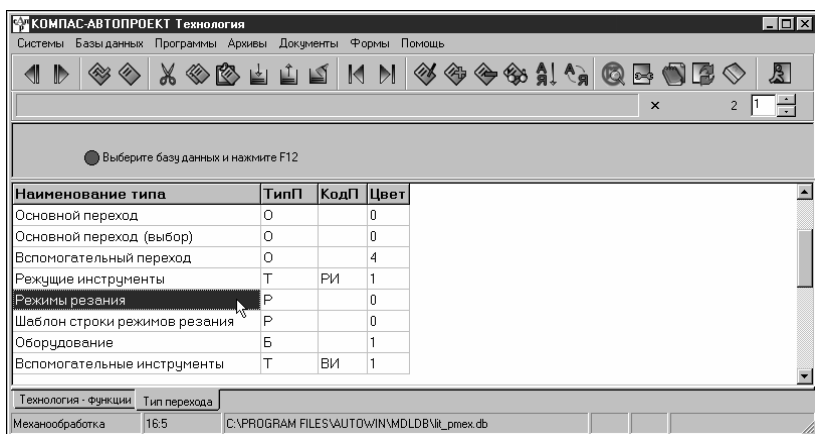 КОМПАС-АВТОПРОЕКТ Технология
Системы Базы данных Программы Архивы Документы Формы Помощь
× 2 1
Выберите базу данных и нажмите F12
Наименование типа ТипП КодП Цвет
Основной переход О 0
Основной переход (выбор) О 0
Вспомогательный переход О 4
Режущие инструменты Т РИ 1
Режимы резания Р 0
Шаблон строки режимов резания Р 0
Оборудование Б 1
Вспомогательные инструменты Т ВИ 1
Технология - функции Тип перехода
Механообработка 16:5 C:\PROGRAM FILES\AUTOWIN\MDLDB\lit_pmex.db